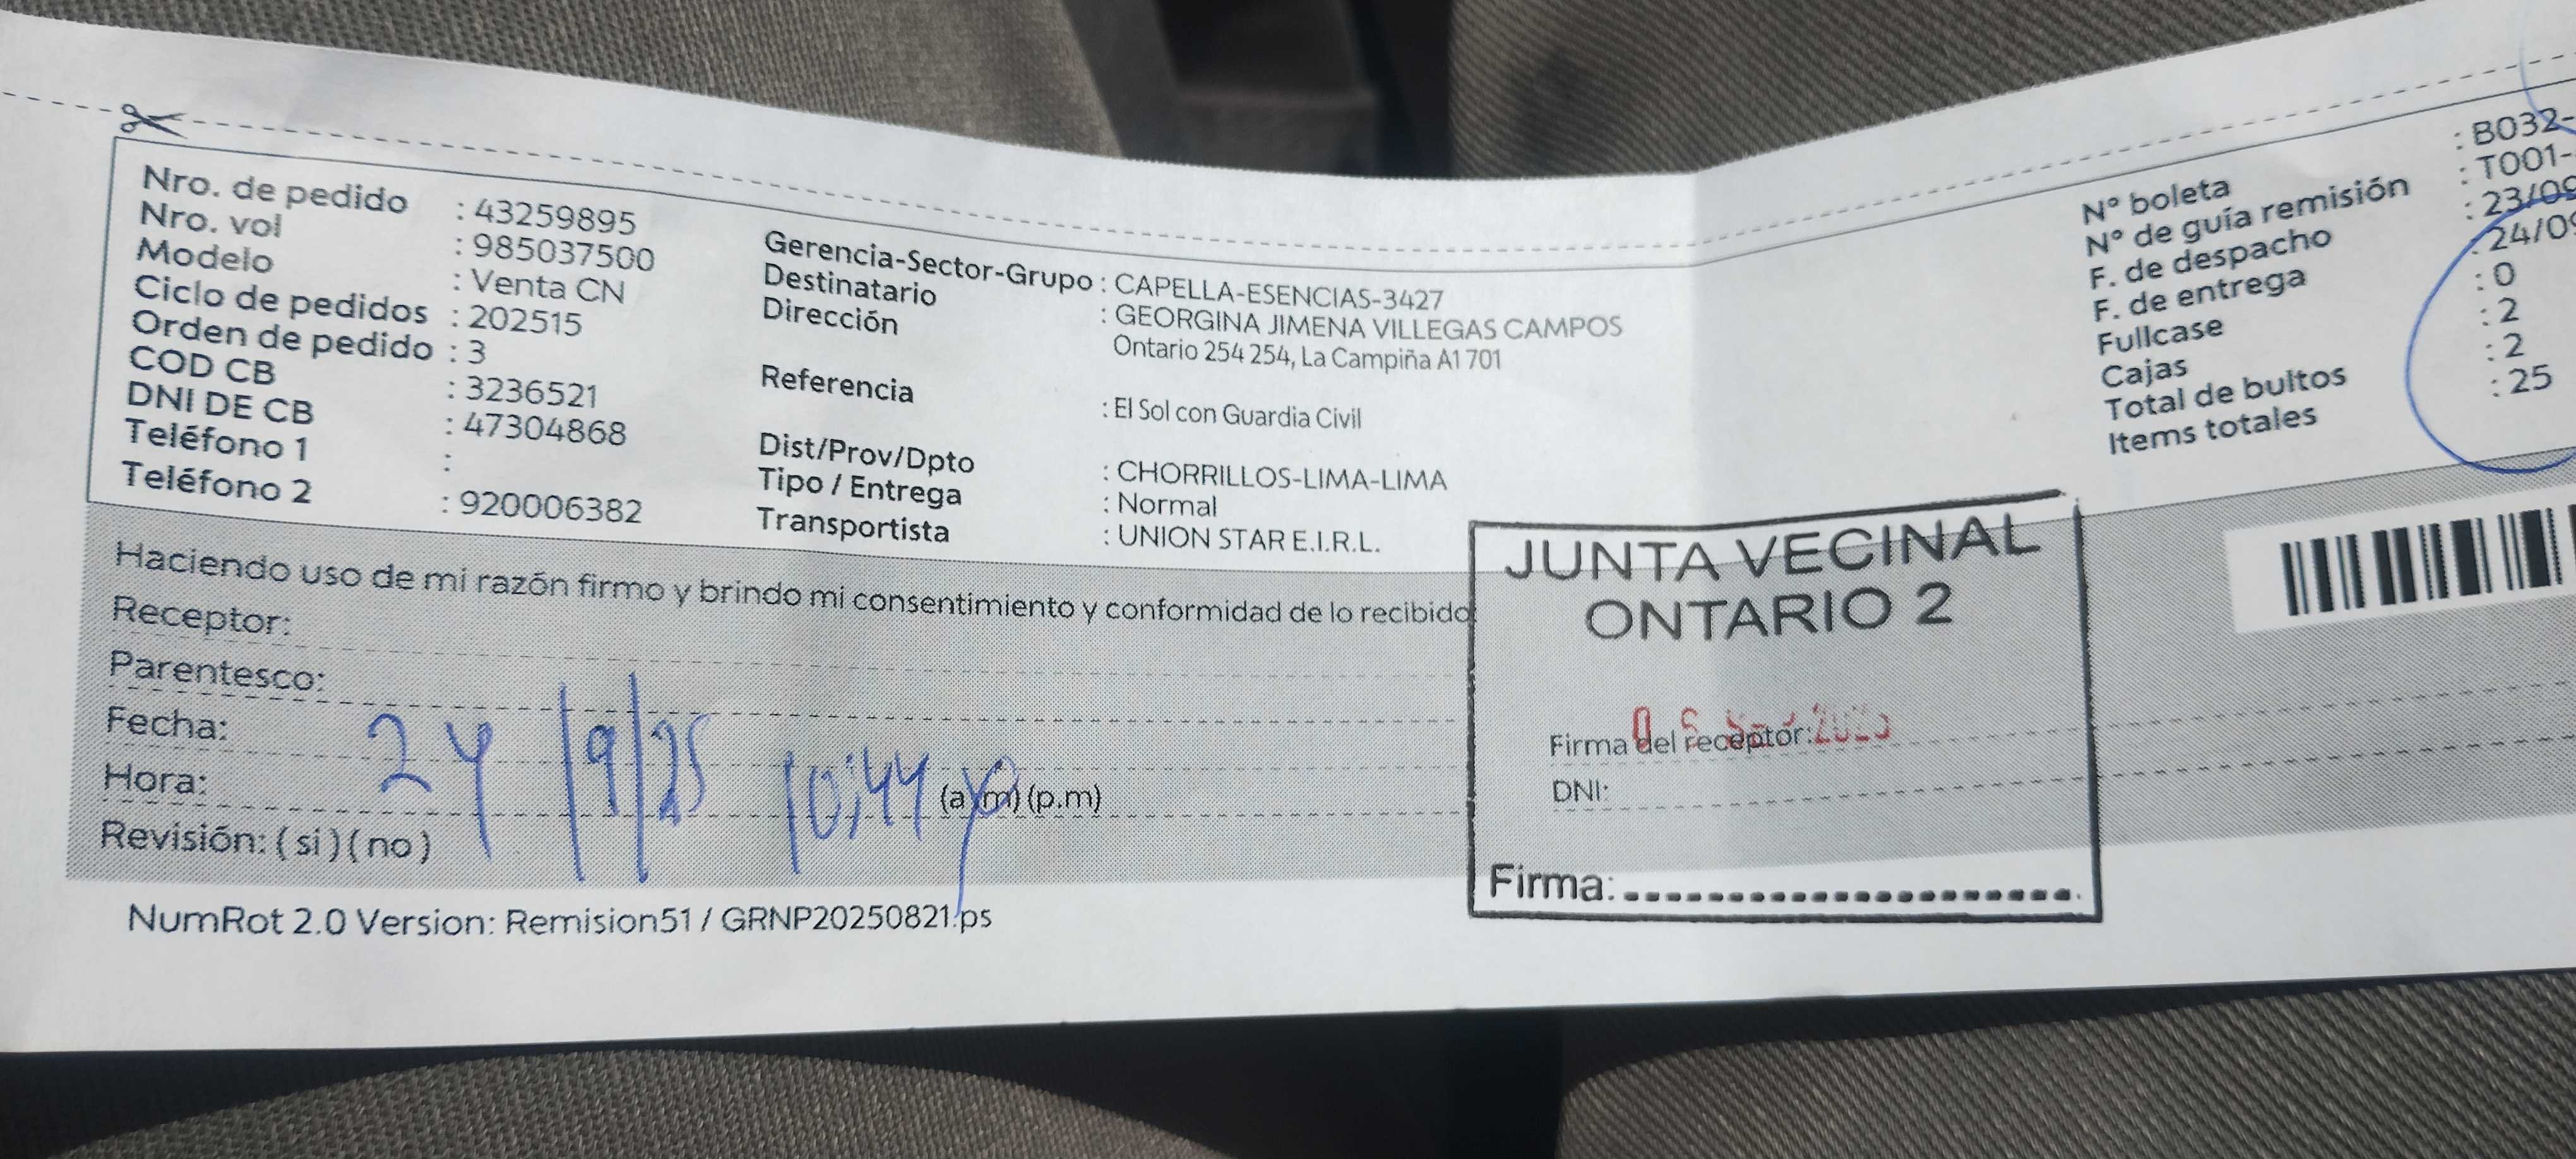 Nro. de pedido : 43259895
Nro. vol : 985037500
Modelo : Venta CN
Ciclo de pedidos : 202515
Orden de pedido : 3
COD CB : 3236521
DNI DE CB : 47304868
Teléfono 1 :
Teléfono 2 : 920006382
Gerencia-Sector-Grupo : CAPELLA-ESENCIAS-3427
Destinatario : GEORGINA JIMENA VILLEGAS CAMPOS
Dirección Ontario 254 254, La Campiña A1 701
Referencia : El Sol con Guardia Civil
Dist/Prov/Dpto : CHORRILLOS-LIMA-LIMA
Tipo / Entrega : Normal
Transportista : UNION STAR E.I.R.L.
N° boleta : B032-
N° de guía remisión : T001-
F. de despacho : 23/09
F. de entrega : 24/09
Fullcase : 0
Cajas : 2
Total de bultos : 2
Items totales : 25
Haciendo uso de mi razón firmo y brindo mi consentimiento y conformidad de lo recibido
Receptor:
Parentesco:
Fecha: 24/9/25
Hora: 10:44 (a.m) (p.m)
Revisión: ( si ) ( no )
JUNTA VECINAL
ONTARIO 2
Firma del receptor:
DNI:
Firma:
NumRot 2.0 Version: Remision51 / GRNP20250821.ps